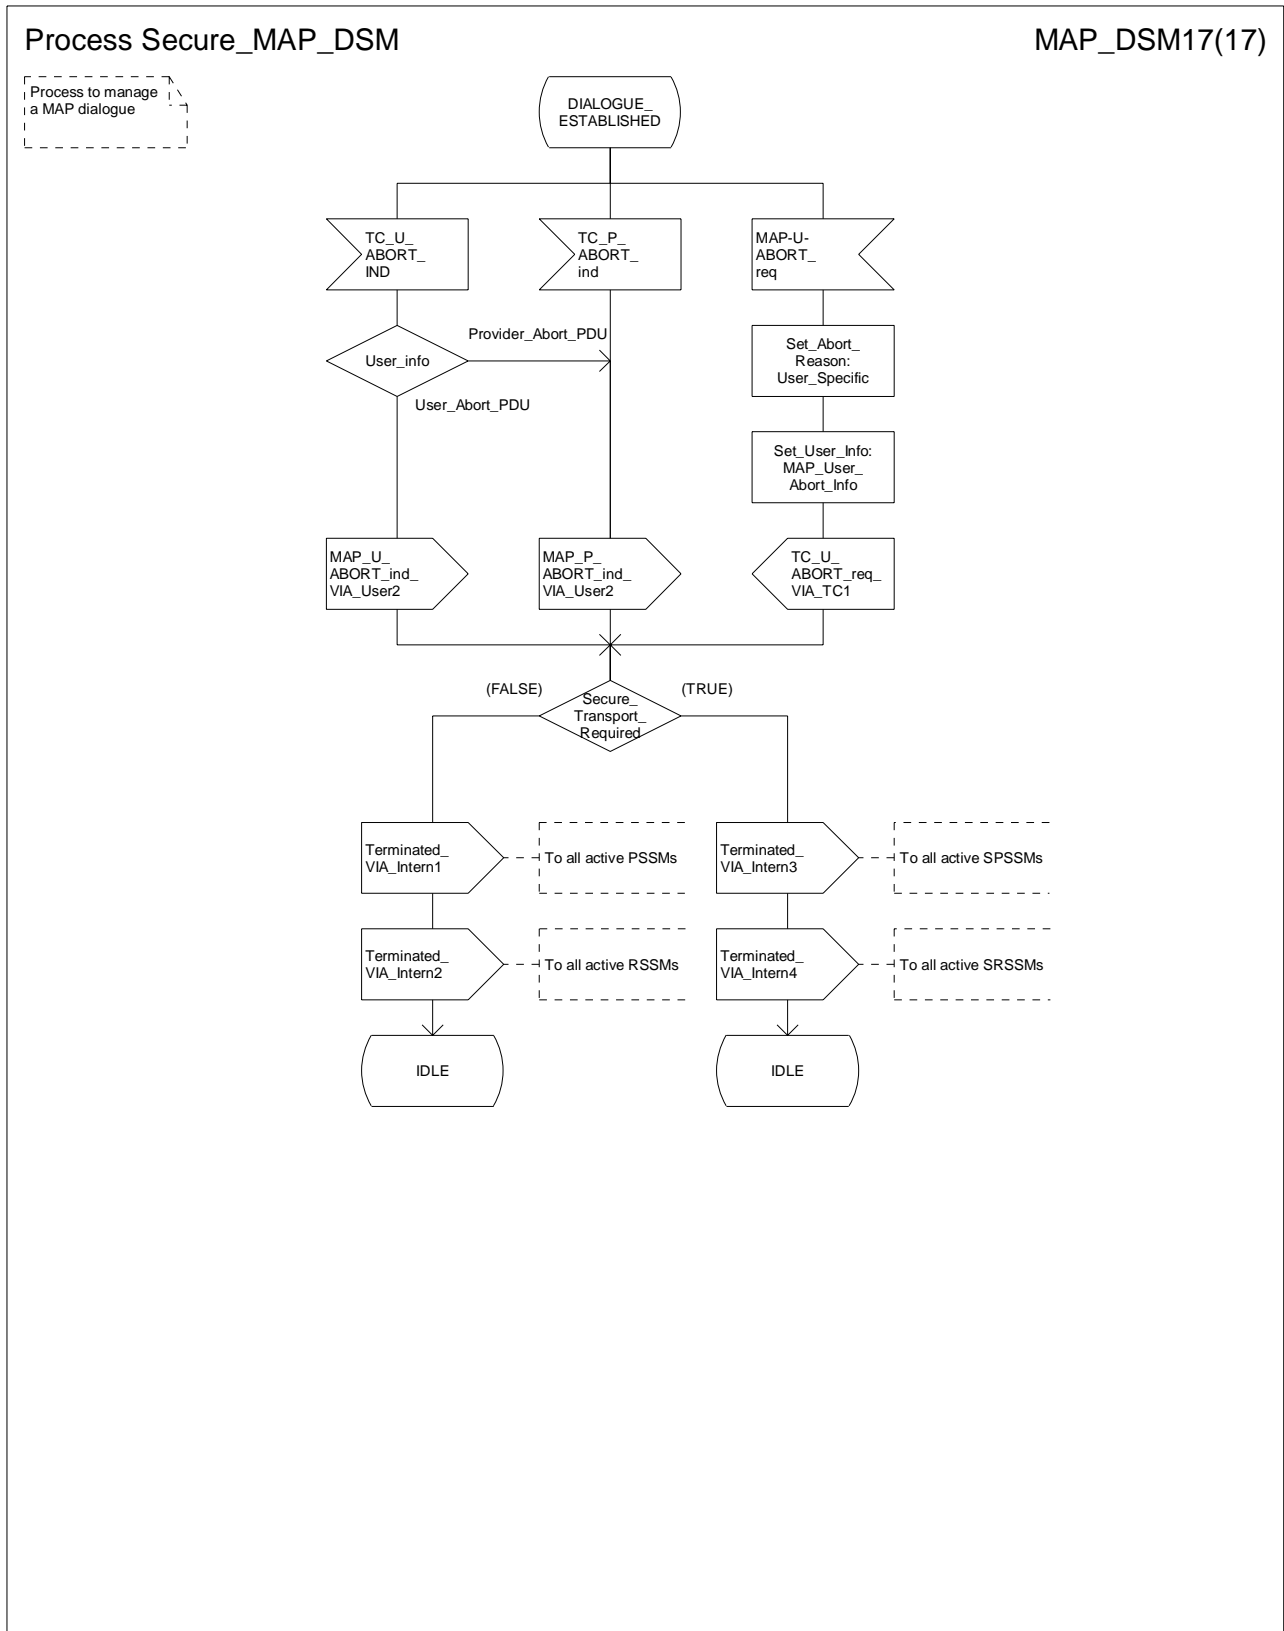 Process Secure_MAP_DSM
MAP_DSM17(17)
Process to manage
a MAP dialogue
DIALOGUE_
ESTABLISHED
TC_U_
ABORT_
IND
TC_P_
ABORT_
ind
MAP-U-
ABORT_
req
User_info
Provider_Abort_PDU
User_Abort_PDU
Set_Abort_
Reason:
User_Specific
Set_User_Info:
MAP_User_
Abort_Info
MAP_U_
ABORT_ind_
VIA_User2
MAP_P_
ABORT_ind_
VIA_User2
TC_U_
ABORT_req_
VIA_TC1
(FALSE)
(TRUE)
Secure_
Transport_
Required
Terminated_
VIA_Intern1
To all active PSSMs
Terminated_
VIA_Intern3
To all active SPSSMs
Terminated_
VIA_Intern2
To all active RSSMs
Terminated_
VIA_Intern4
To all active SRSSMs
IDLE
IDLE